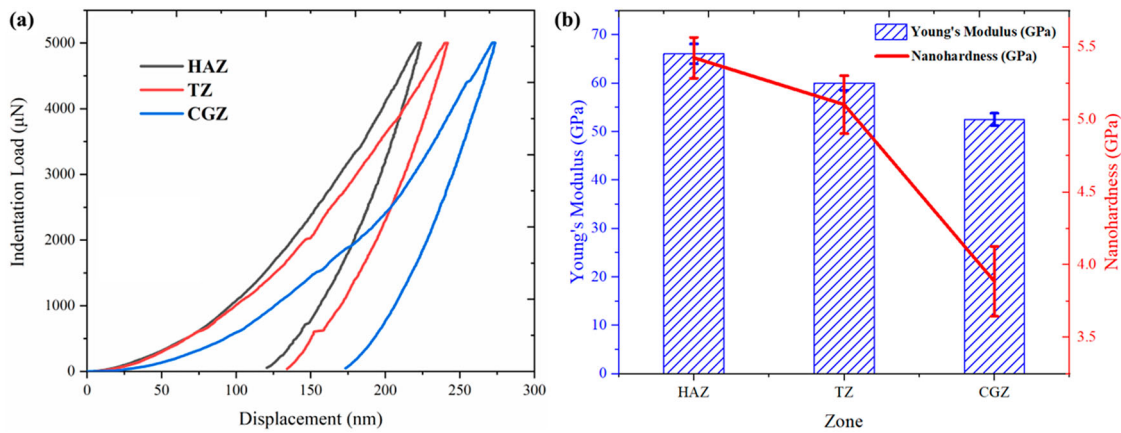 (a)
HAZ
TZ
CGZ
Indentation Load (μN)
5000
4000
3000
2000
1000
0
0 50 100 150 200 250 300
Displacement (nm)
(b)
Young's Modulus (GPa)
Nanohardness (GPa)
Young's Modulus (GPa)
70
60
50
40
30
20
10
0
HAZ TZ CGZ
Zone
5.5
5.0
4.5
4.0
3.5
Nanohardness (GPa)